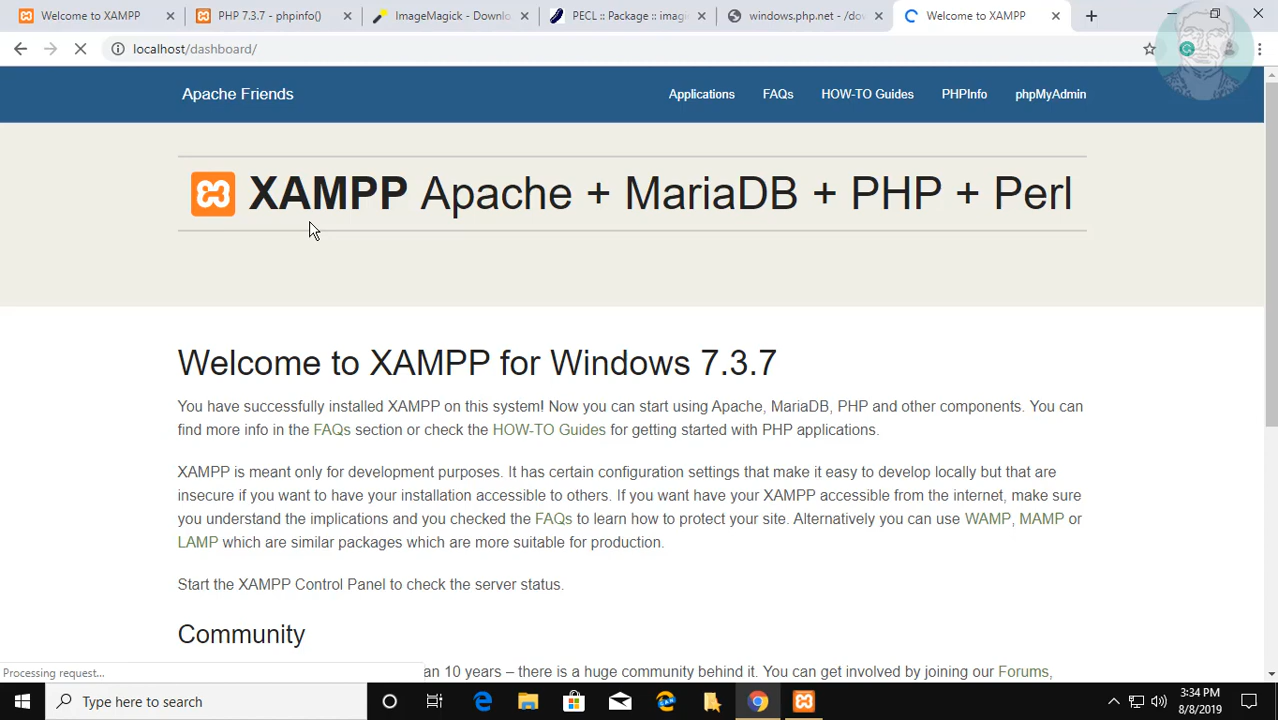 Welcome to XAMPP
PHP 7.3.7 - phpinfo()
ImageMagick - Downlo
PECL :: Package :: imag
windows.php.net - /do
Welcome to XAMPP
localhost/dashboard/
Apache Friends
Applications
FAQs
HOW-TO Guides
PHPInfo
phpMyAdmin
XAMPP Apache + MariaDB + PHP + Perl
Welcome to XAMPP for Windows 7.3.7
You have successfully installed XAMPP on this system! Now you can start using Apache, MariaDB, PHP and other components. You can
find more info in the FAQs section or check the HOW-TO Guides for getting started with PHP applications.
XAMPP is meant only for development purposes. It has certain configuration settings that make it easy to develop locally but that are
insecure if you want to have your installation accessible to others. If you want have your XAMPP accessible from the internet, make sure
you understand the implications and you checked the FAQs to learn how to protect your site. Alternatively you can use WAMP, MAMP or
LAMP which are similar packages which are more suitable for production.
Start the XAMPP Control Panel to check the server status.
Community
an 10 years – there is a huge community behind it. You can get involved by joining our Forums,
Processing request...
Type here to search
3:34 PM
8/8/2019